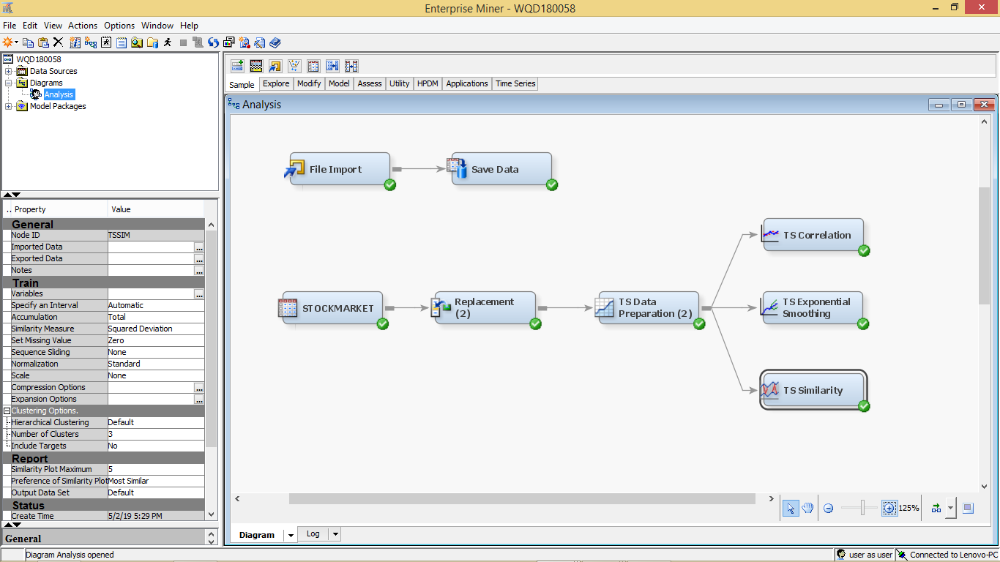 Enterprise Miner - WQD180058
File Edit View Actions Options Window Help
WQD180058
Data Sources
Diagrams
Analysis
Model Packages
.. Property Value
General
Node ID TSSIM
Imported Data ...
Exported Data ...
Notes ...
Train
Variables ...
Specify an Interval Automatic
Accumulation Total
Similarity Measure Squared Deviation
Set Missing Value Zero
Sequence Sliding None
Normalization Standard
Scale None
Compression Options ...
Expansion Options ...
Clustering Options.
Hierarchical Clustering Default
Number of Clusters 3
Include Targets No
Report
Similarity Plot Maximum 5
Preference of Similarity Plot Most Similar
Output Data Set Default
Status
Create Time 5/2/19 5:29 PM
General
Sample Explore Modify Model Assess Utility HPDM Applications Time Series
Analysis
File Import
Save Data
TS Correlation
STOCKMARKET
Replacement
(2)
TS Data
Preparation (2)
TS Exponential
Smoothing
TS Similarity
125%
Diagram Log
Diagram Analysis opened
user as user
Connected to Lenovo-PC